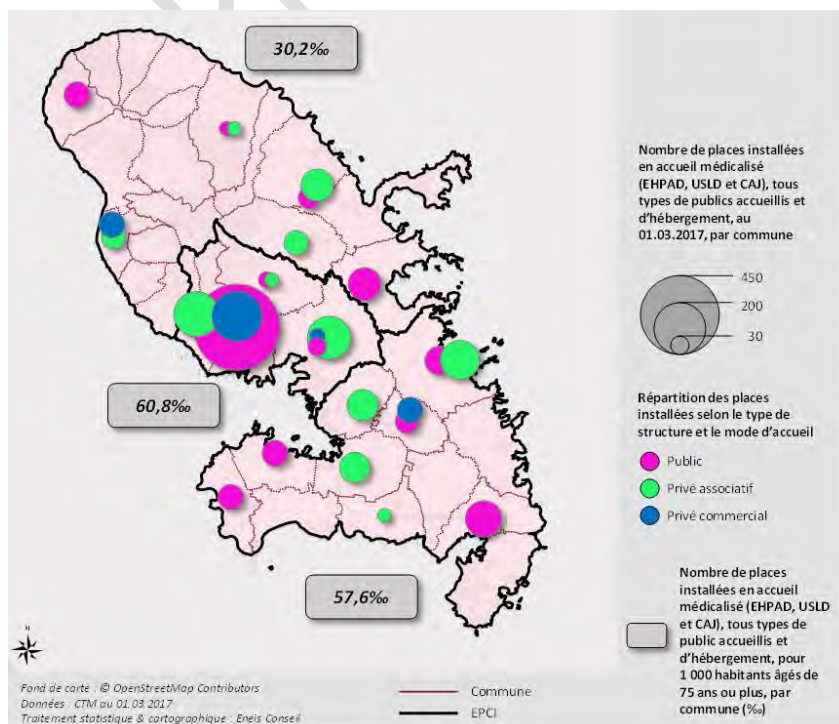 30,2‰
60,8‰
57,6‰
Nombre de places installées
en accueil médicalisé
(EHPAD, USLD et CAJ), tous
types de publics accueillis et
d'hébergement, au
01.03.2017, par commune
450
200
30
Répartition des places
installées selon le type de
structure et le mode d'accueil
Public
Privé associatif
Privé commercial
Nombre de places
installées en accueil
médicalisé (EHPAD, USLD
et CAJ), tous types de
public accueillis et
d'hébergement, pour
1 000 habitants âgés de
75 ans ou plus, par
commune (‰)
N
Fond de carte : © OpenStreetMap Contributors
Données : CTM au 01.03 2017
Traitement statistique & cartographique : Eneis Conseil
Commune
EPCI